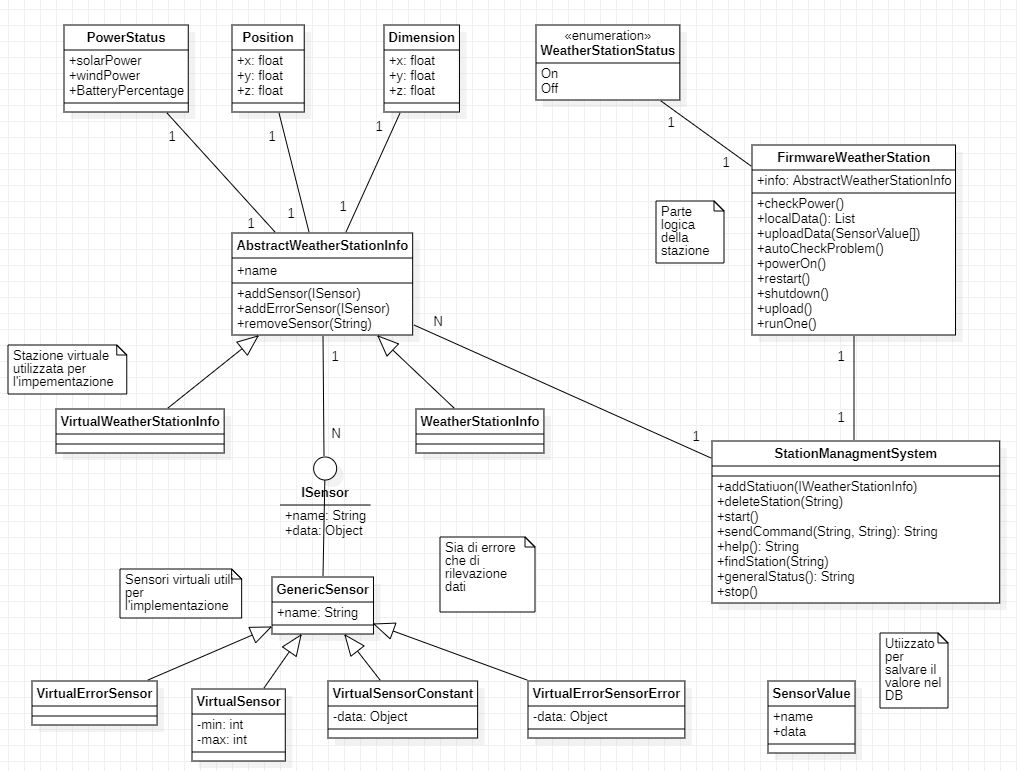 PowerStatus
+solarPower
+windPower
+BatteryPercentage
Position
+x: float
+y: float
+z: float
Dimension
+x: float
+y: float
+z: float
«enumeration»
WeatherStationStatus
On
Off
1
1
1
1
1
1
1
1
FirmwareWeatherStation
+info: AbstractWeatherStationInfo
+checkPower()
+localData(): List
+uploadData(SensorValue[])
+autoCheckProblem()
+powerOn()
+restart()
+shutdown()
+upload()
+runOne()
Parte
logica
della
stazione
AbstractWeatherStationInfo
+name
+addSensor(ISensor)
+addErrorSensor(ISensor)
+removeSensor(String)
N
1
1
1
Stazione virtuale
utilizzata per
l'impementazione
VirtualWeatherStationInfo
WeatherStationInfo
1
N
ISensor
+name: String
+data: Object
StationManagmentSystem
+addStatiuon(IWeatherStationInfo)
+deleteStation(String)
+start()
+sendCommand(String, String): String
+help(): String
+findStation(String)
+generalStatus(): String
+stop()
Sia di errore
che di
rilevazione
dati
Sensori virtuali utili
per
l'implementazione
GenericSensor
+name: String
VirtualErrorSensor
VirtualSensor
-min: int
-max: int
VirtualSensorConstant
-data: Object
VirtualErrorSensorError
-data: Object
SensorValue
+name
+data
Utiizzato
per
salvare il
valore nel
DB